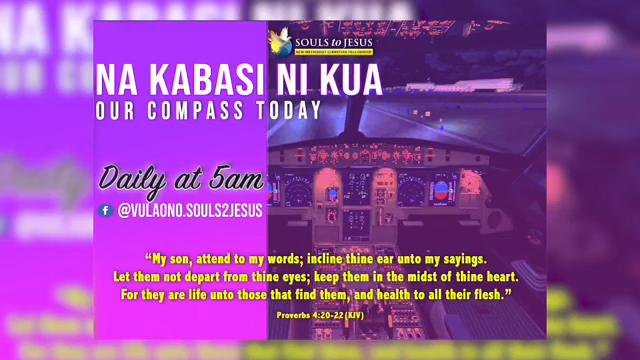 SOULS to JESUS
NEW METHODIST CHRISTIAN FELLOWSHIP
NA KABASI NI KUA
OUR COMPASS TODAY
Daily at 5am
@VULAONO.SOULS2JESUS
“My son, attend to my words; incline thine ear unto my sayings.
Let them not depart from thine eyes; keep them in the midst of thine heart.
For they are life unto those that find them, and health to all their flesh.”
Proverbs 4:20-22 (KJV)